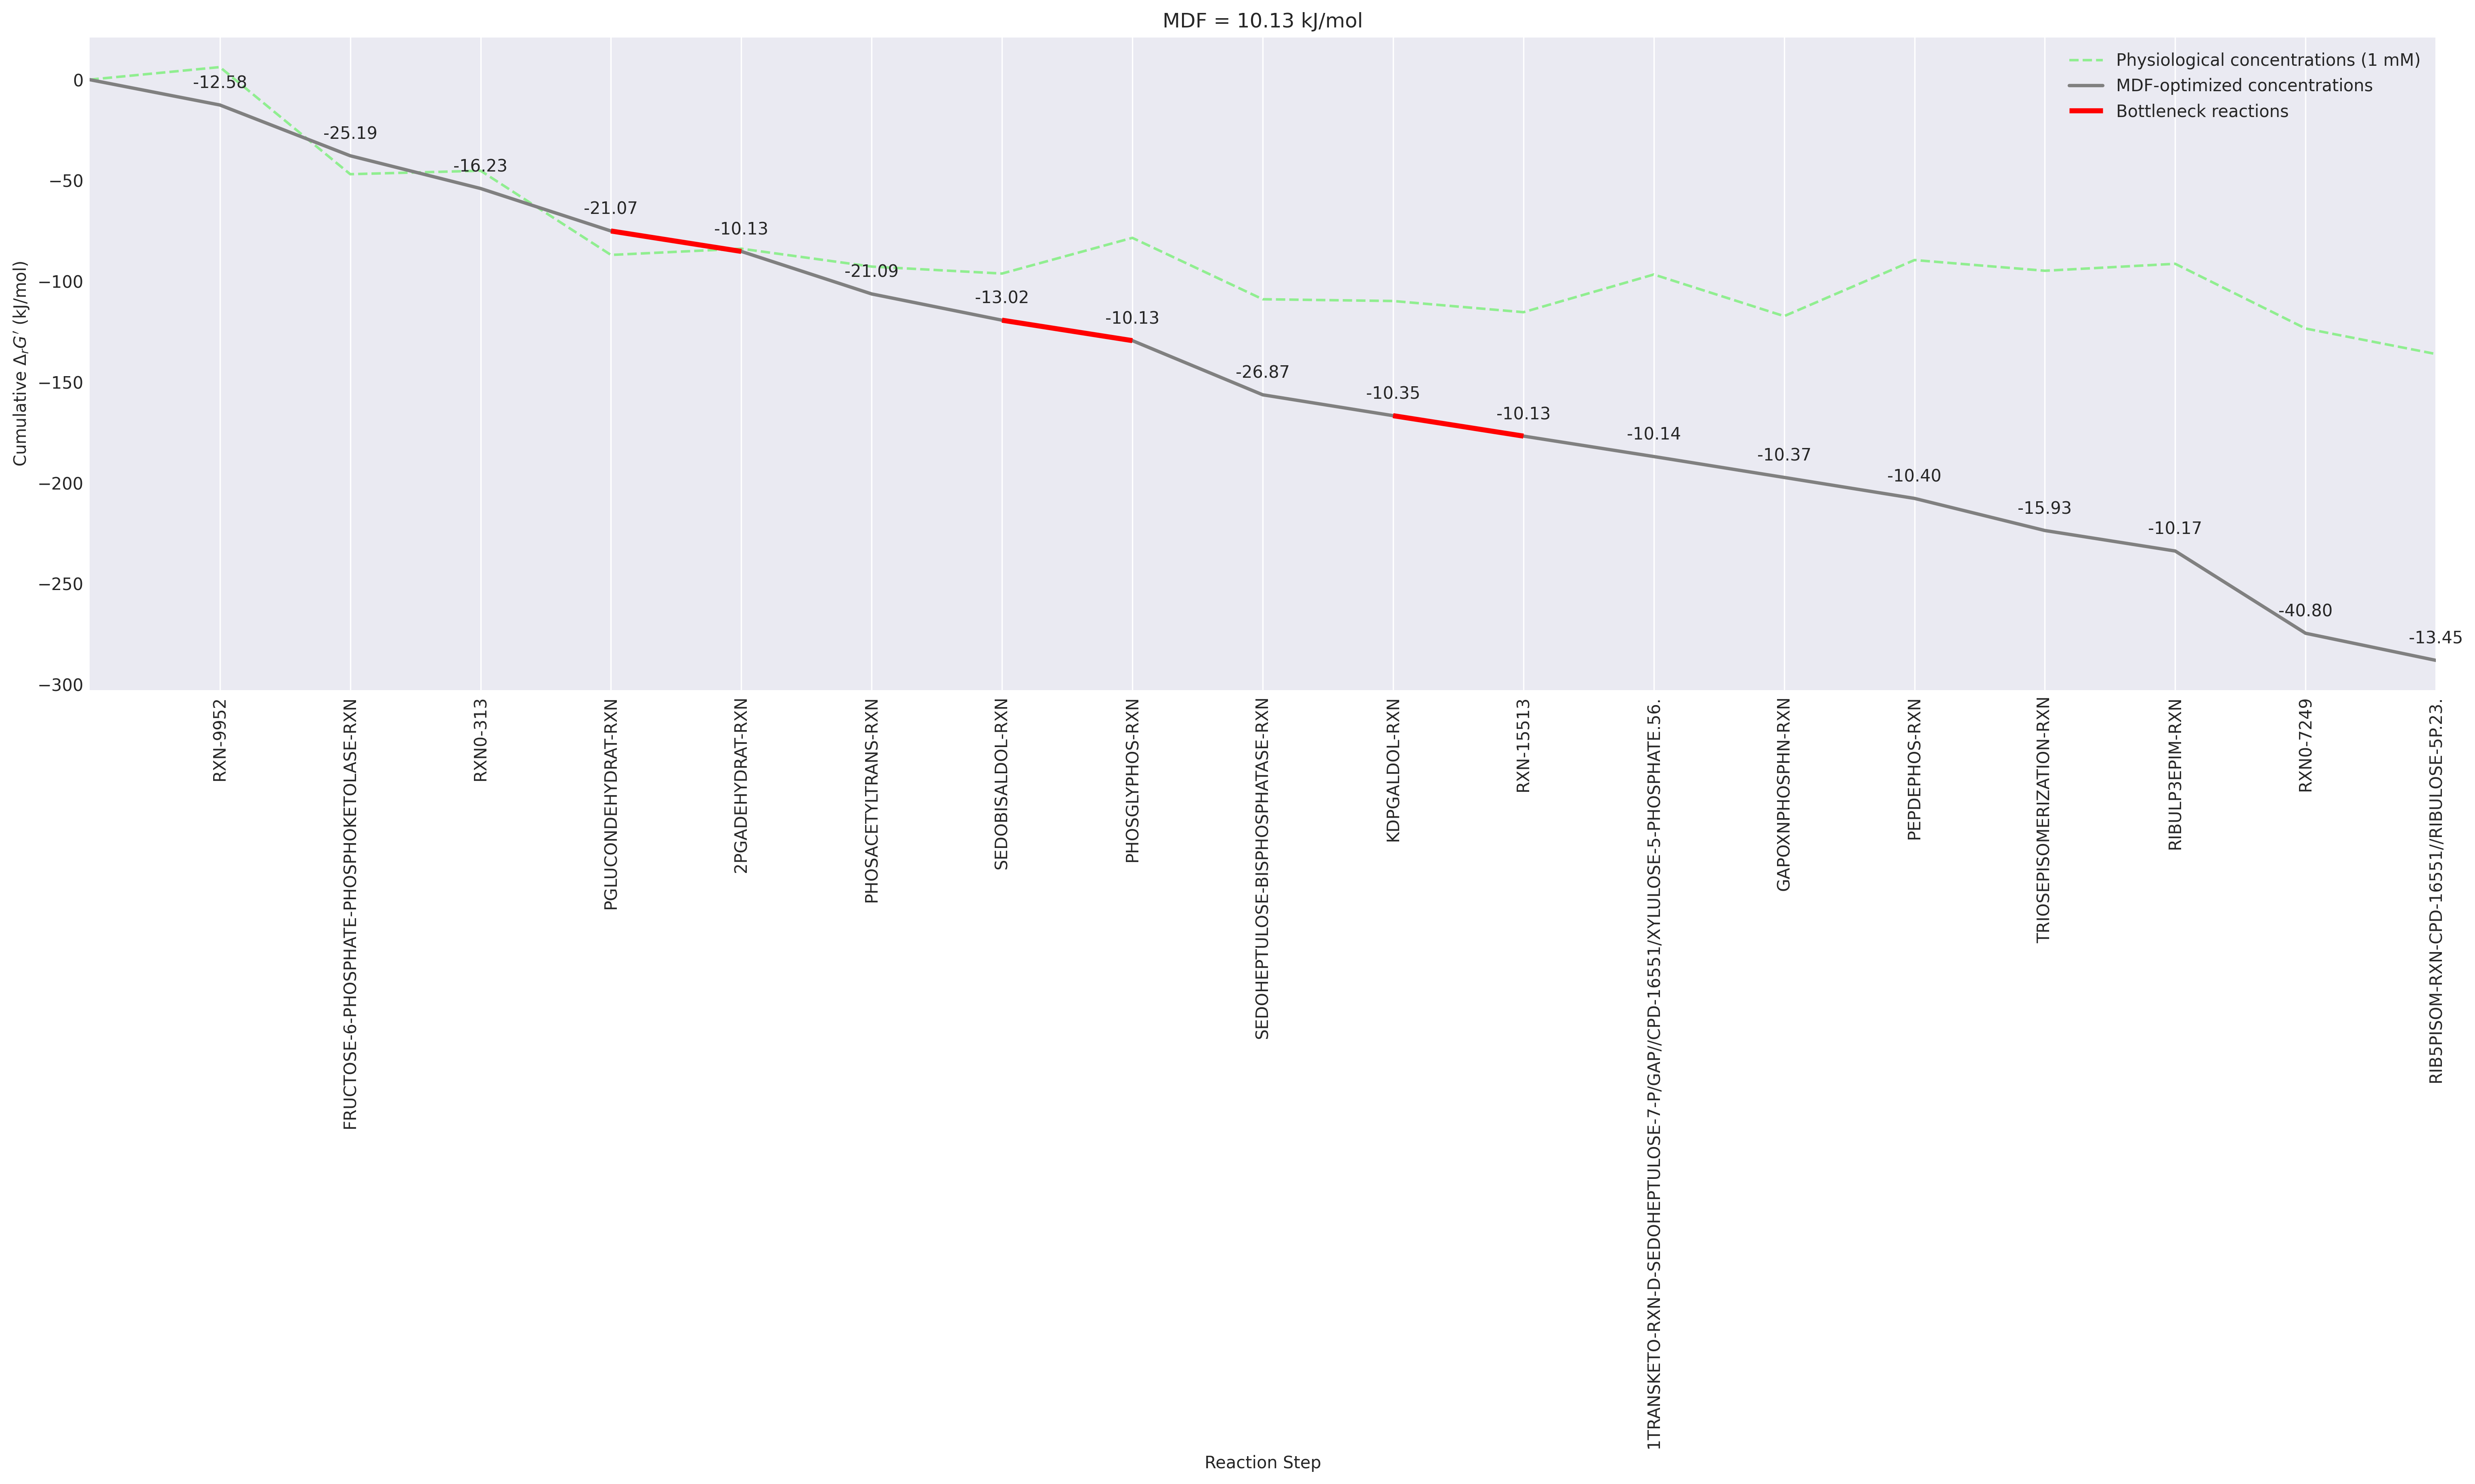 MDF = 10.13 kJ/mol
Physiological concentrations (1 mM)
MDF-optimized concentrations
Bottleneck reactions
Cumulative ΔrG′ (kJ/mol)
0
−50
−100
−150
−200
−250
−300
-12.58
-25.19
-16.23
-21.07
-10.13
-21.09
-13.02
-10.13
-26.87
-10.35
-10.13
-10.14
-10.37
-10.40
-15.93
-10.17
-40.80
-13.45
RXN-9952
FRUCTOSE-6-PHOSPHATE-PHOSPHOKETOLASE-RXN
RXN0-313
PGLUCONDEHYDRAT-RXN
2PGADEHYDRAT-RXN
PHOSACETYLTRANS-RXN
SEDOBISALDOL-RXN
PHOSGLYPHOS-RXN
SEDOHEPTULOSE-BISPHOSPHATASE-RXN
KDPGALDOL-RXN
RXN-15513
1TRANSKETO-RXN-D-SEDOHEPTULOSE-7-P/GAP//CPD-16551/XYLULOSE-5-PHOSPHATE.56.
GAPOXNPHOSPHN-RXN
PEPDEPHOS-RXN
TRIOSEPISOMERIZATION-RXN
RIBULP3EPIM-RXN
RXN0-7249
RIB5PISOM-RXN-CPD-16551//RIBULOSE-5P.23.
Reaction Step